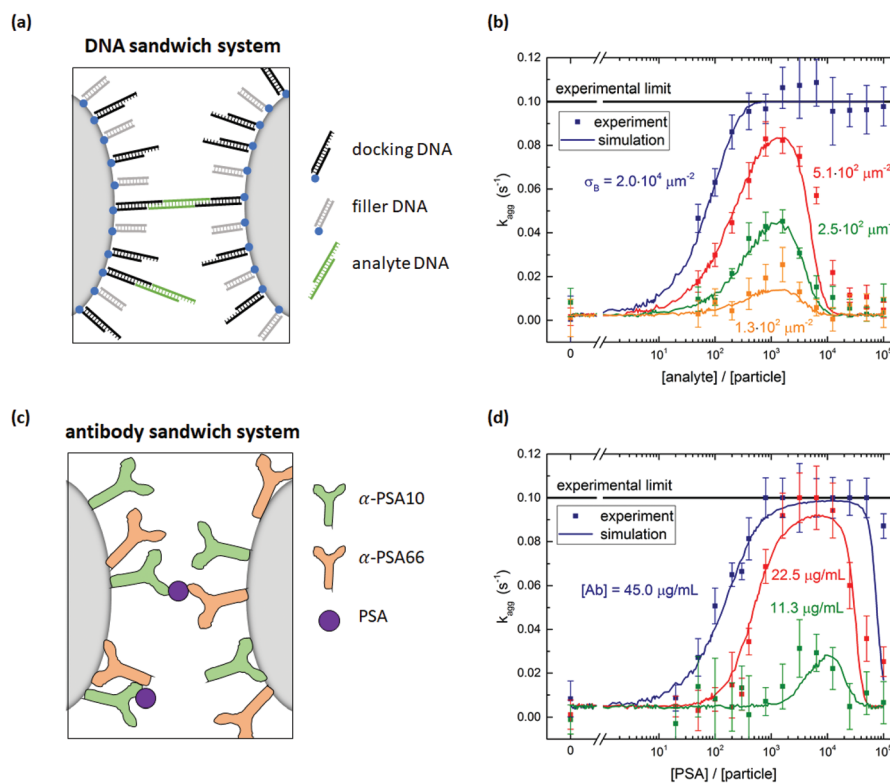 (a)
DNA sandwich system
docking DNA
filler DNA
analyte DNA
(b)
0.12
0.10
0.08
0.06
0.04
0.02
0.00
k_agg (s⁻¹)
experimental limit
experiment
simulation
σ_B = 2.0·10⁴ μm⁻²
5.1·10² μm⁻²
2.5·10² μm⁻²
1.3·10² μm⁻²
0 10¹ 10² 10³ 10⁴ 10⁵
[analyte] / [particle]
(c)
antibody sandwich system
α-PSA10
α-PSA66
PSA
(d)
0.12
0.10
0.08
0.06
0.04
0.02
0.00
k_agg (s⁻¹)
experimental limit
experiment
simulation
[Ab] = 45.0 μg/mL
22.5 μg/mL
11.3 μg/mL
0 10¹ 10² 10³ 10⁴ 10⁵
[PSA] / [particle]